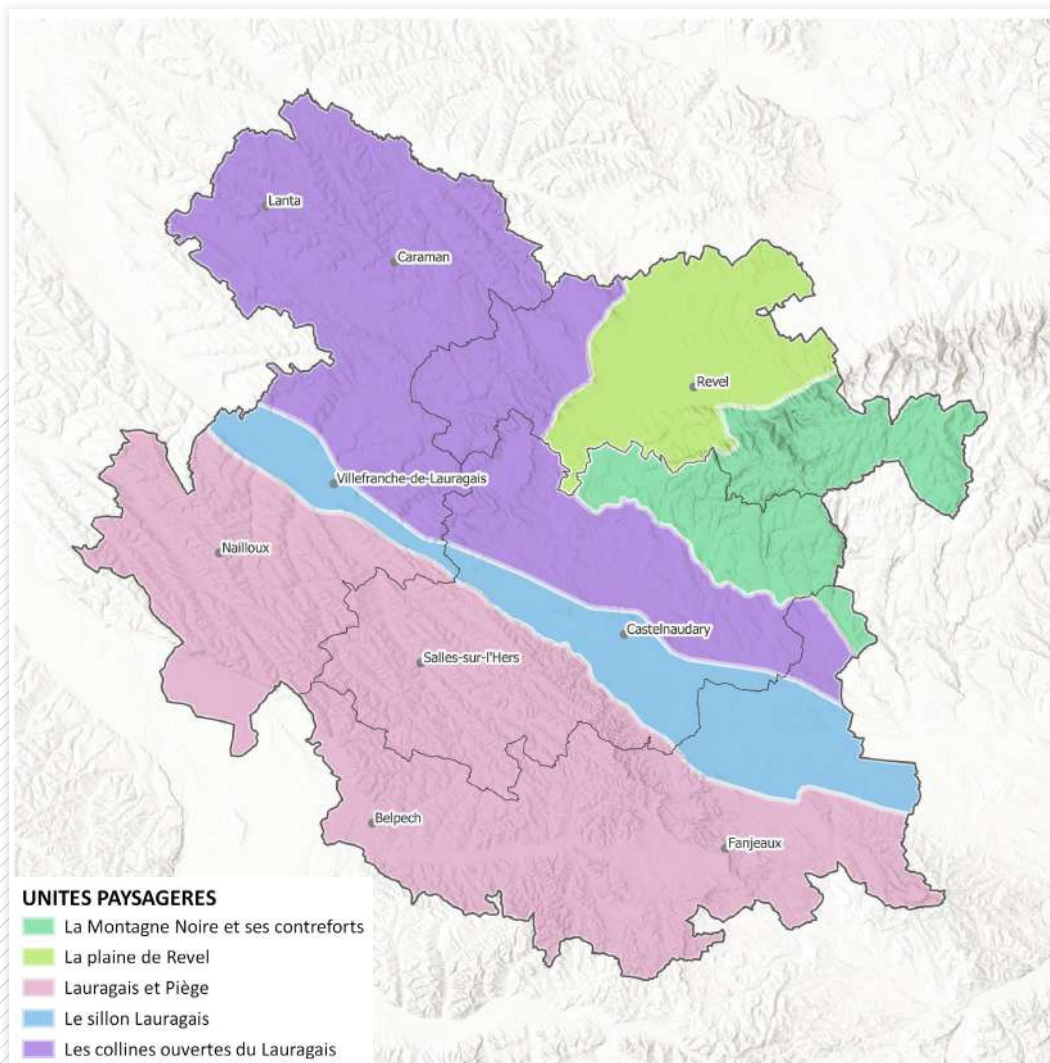 Lanta
Caraman
Revel
Villefranche-de-Lauragais
Nailloux
Castelnaudary
Salles-sur-l'Hers
Belpech
Fanjeaux
UNITES PAYSAGERES
La Montagne Noire et ses contreforts
La plaine de Revel
Lauragais et Piège
Le sillon Lauragais
Les collines ouvertes du Lauragais